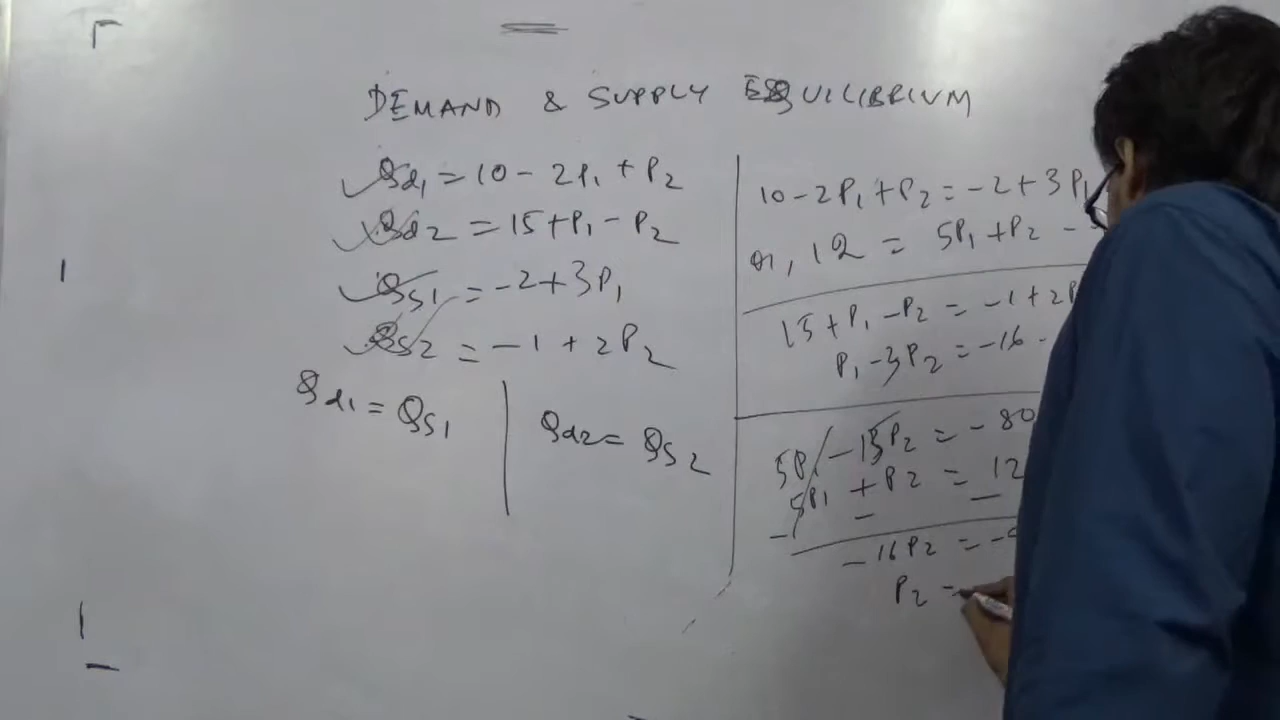 DEMAND & SUPPLY EQUILIBRIUM
Qd1 = 10 - 2P1 + P2
Qd2 = 15 + P1 - P2
Qs1 = -2 + 3P1
Qs2 = -1 + 2P2
Qd1 = Qs1
Qd2 = Qs2
10 - 2P1 + P2 = -2 + 3P1
or, 12 = 5P1 + P2 -
15 + P1 - P2 = -1 + 2P
P1 - 3P2 = -16 -
5P1 - 15P2 = -80
5P1 + P2 = 12
- - -
-16P2 = -9
P2 =